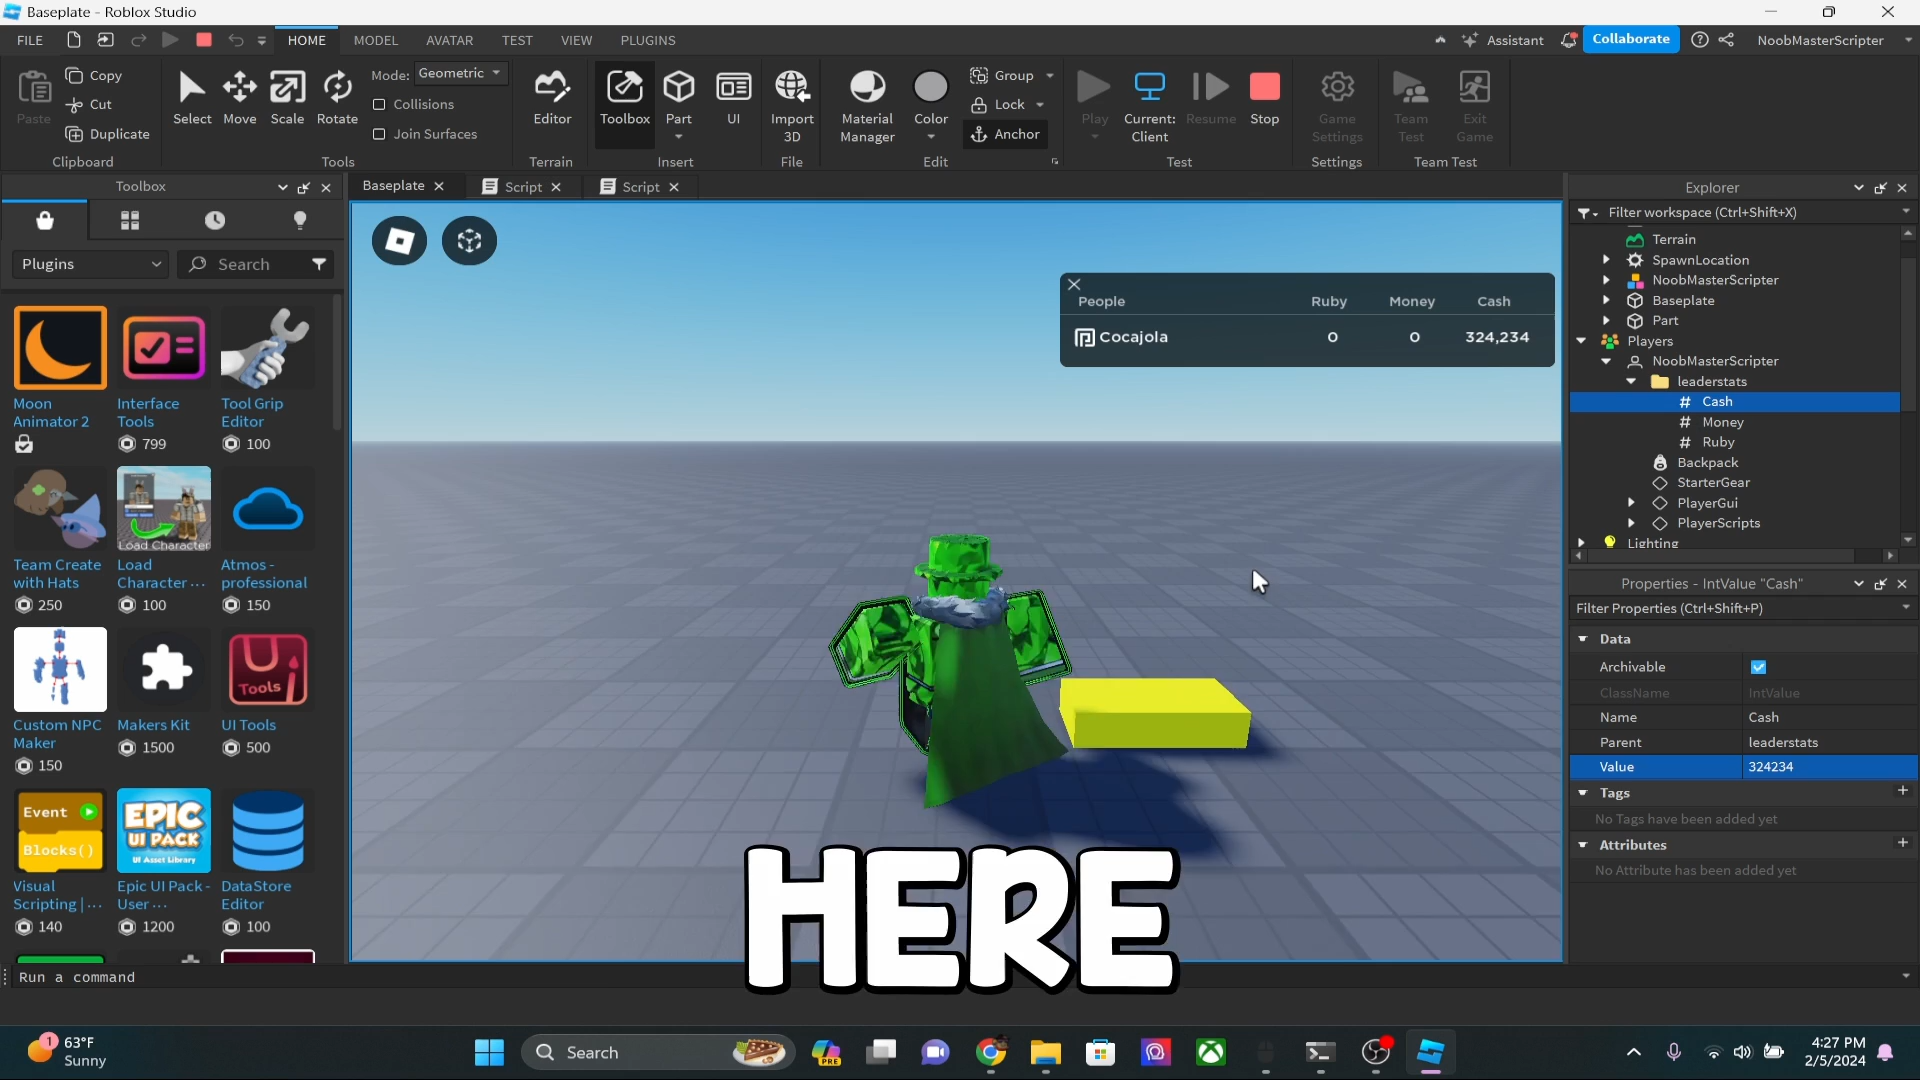 Baseplate - Roblox Studio
FILE
HOME
MODEL
AVATAR
TEST
VIEW
PLUGINS
Assistant
Collaborate
NoobMasterScripter
Paste
Copy
Cut
Duplicate
Clipboard
Select
Move
Scale
Rotate
Mode: Geometric
Collisions
Join Surfaces
Tools
Editor
Terrain
Toolbox
Part
UI
Insert
Import
3D
File
Material
Manager
Color
Group
Lock
Anchor
Edit
Play
Current:
Client
Resume
Stop
Test
Game
Settings
Settings
Team
Test
Exit
Game
Team Test
Toolbox
Plugins
Search
Moon
Animator 2
Interface
Tools
799
Tool Grip
Editor
100
Team Create
with Hats
250
Load Character
Load
Character ...
100
Atmos -
professional
150
Custom NPC
Maker
150
Makers Kit
1500
Tools
UI Tools
500
Event
Blocks()
Visual
Scripting | ...
140
EPIC
UI PACK
UI Asset Library
Epic UI Pack -
User ...
1200
DataStore
Editor
100
Baseplate
Script
Script
People Ruby Money Cash
Cocajola 0 0 324,234
HERE
Explorer
Filter workspace (Ctrl+Shift+X)
Terrain
SpawnLocation
NoobMasterScripter
Baseplate
Part
Players
NoobMasterScripter
leaderstats
Cash
Money
Ruby
Backpack
StarterGear
PlayerGui
PlayerScripts
Lighting
Properties - IntValue "Cash"
Filter Properties (Ctrl+Shift+P)
Data
Archivable
ClassName IntValue
Name Cash
Parent leaderstats
Value 324234
Tags
No Tags have been added yet
Attributes
No Attribute has been added yet
Run a command
1
63°F
Sunny
Search
PRE
4:27 PM
2/5/2024